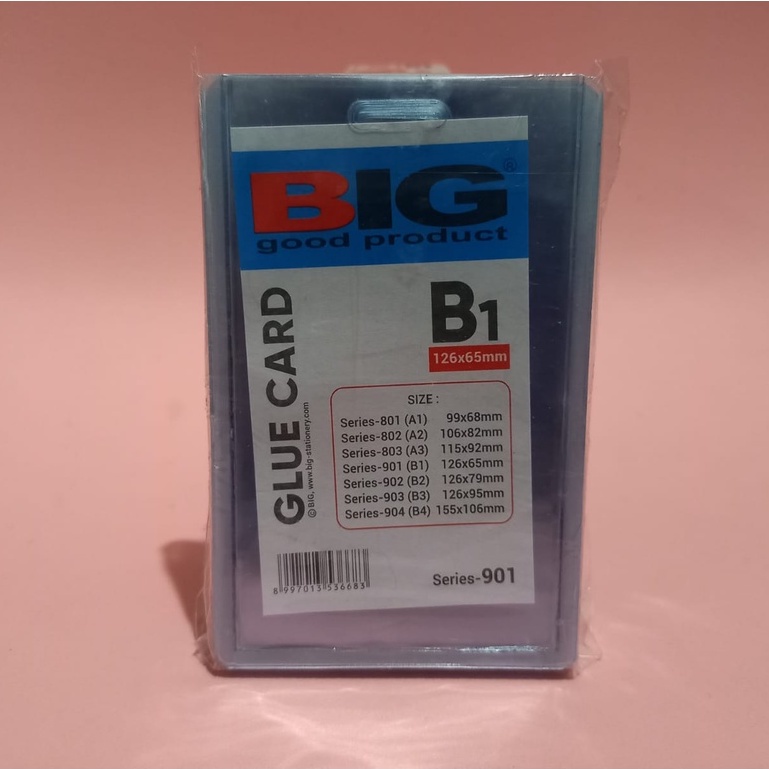 BIG®
good product
GLUE CARD
© BIG, www.big-stationery.com
B1
126x65mm
SIZE :
Series-801 (A1) 99x68mm
Series-802 (A2) 106x82mm
Series-803 (A3) 115x92mm
Series-901 (B1) 126x65mm
Series-902 (B2) 126x79mm
Series-903 (B3) 126x95mm
Series-904 (B4) 155x106mm
8 997013 536683
Series-901